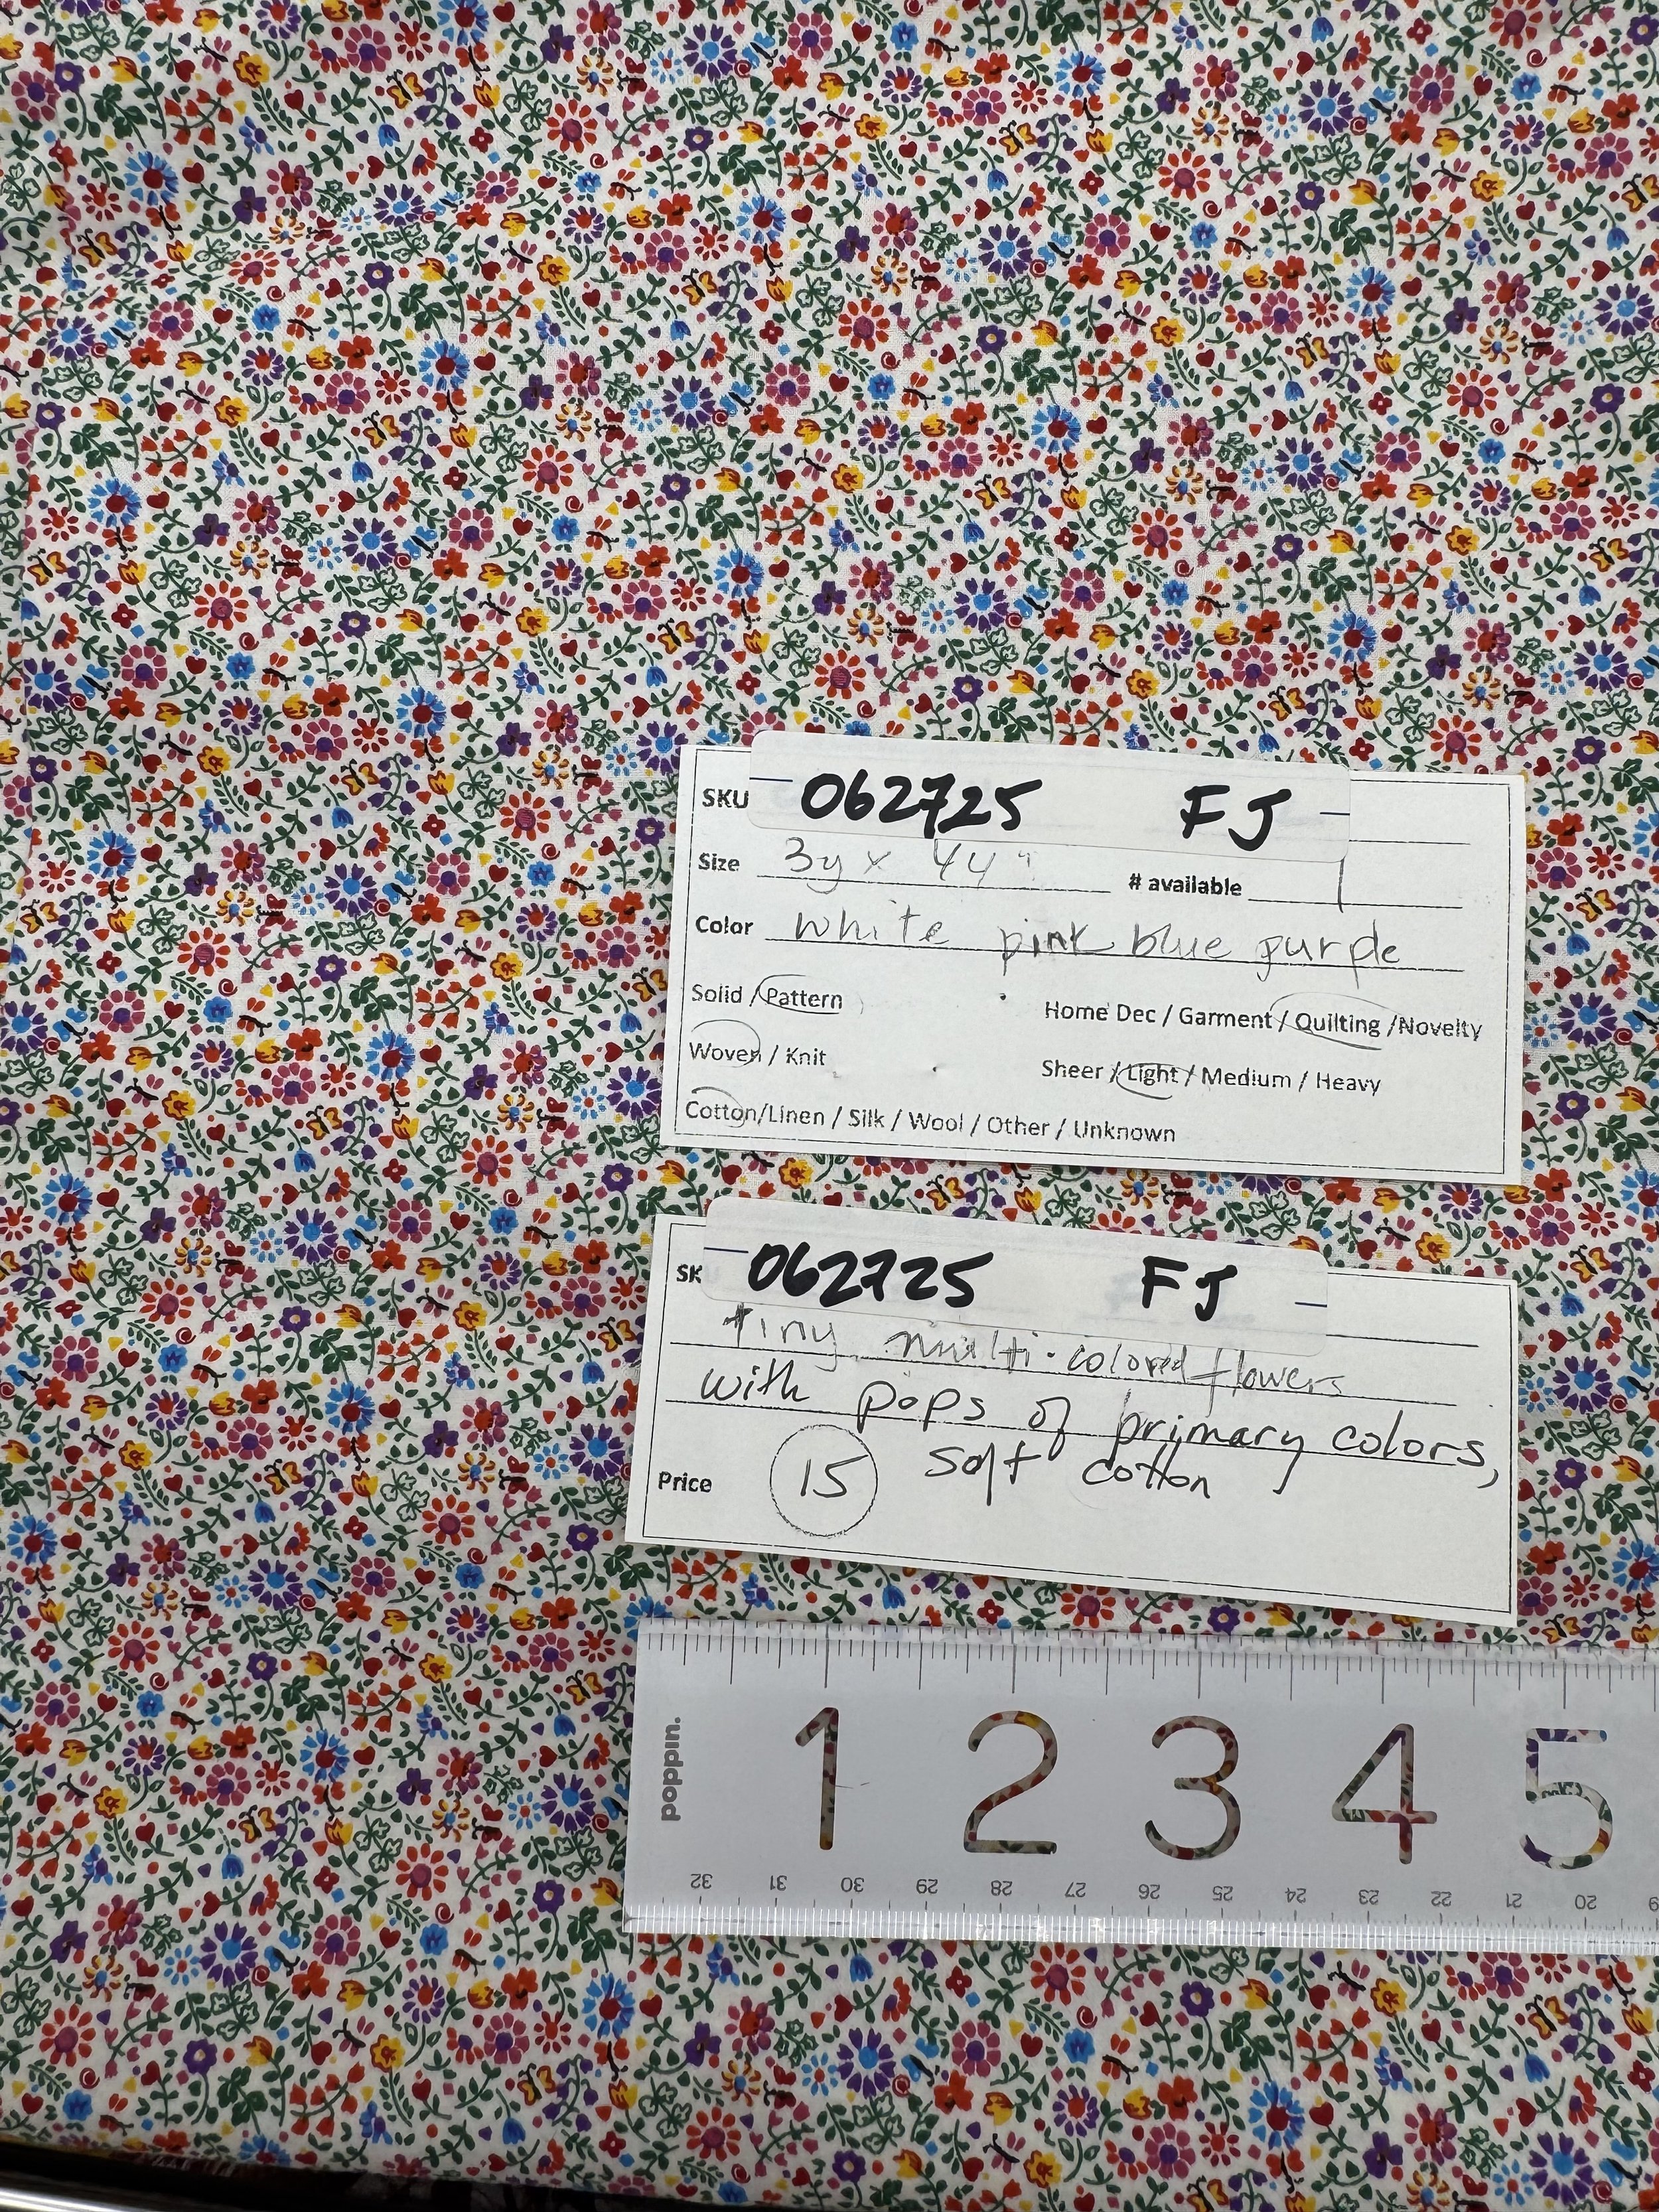 SKU 062725 FJ
Size 3y x 44" # available 1
Color white pink blue purple
Solid / Pattern Home Dec / Garment / Quilting /Novelty
Woven / Knit Sheer / Light / Medium / Heavy
Cotton/Linen / Silk / Wool / Other / Unknown
SK 062725 FJ
tiny multi-colored flowers
with pops of primary colors,
soft cotton
Price 15
poppin.
1 2 3 4 5
32 31 30 29 28 27 26 25 24 23 22 21 20